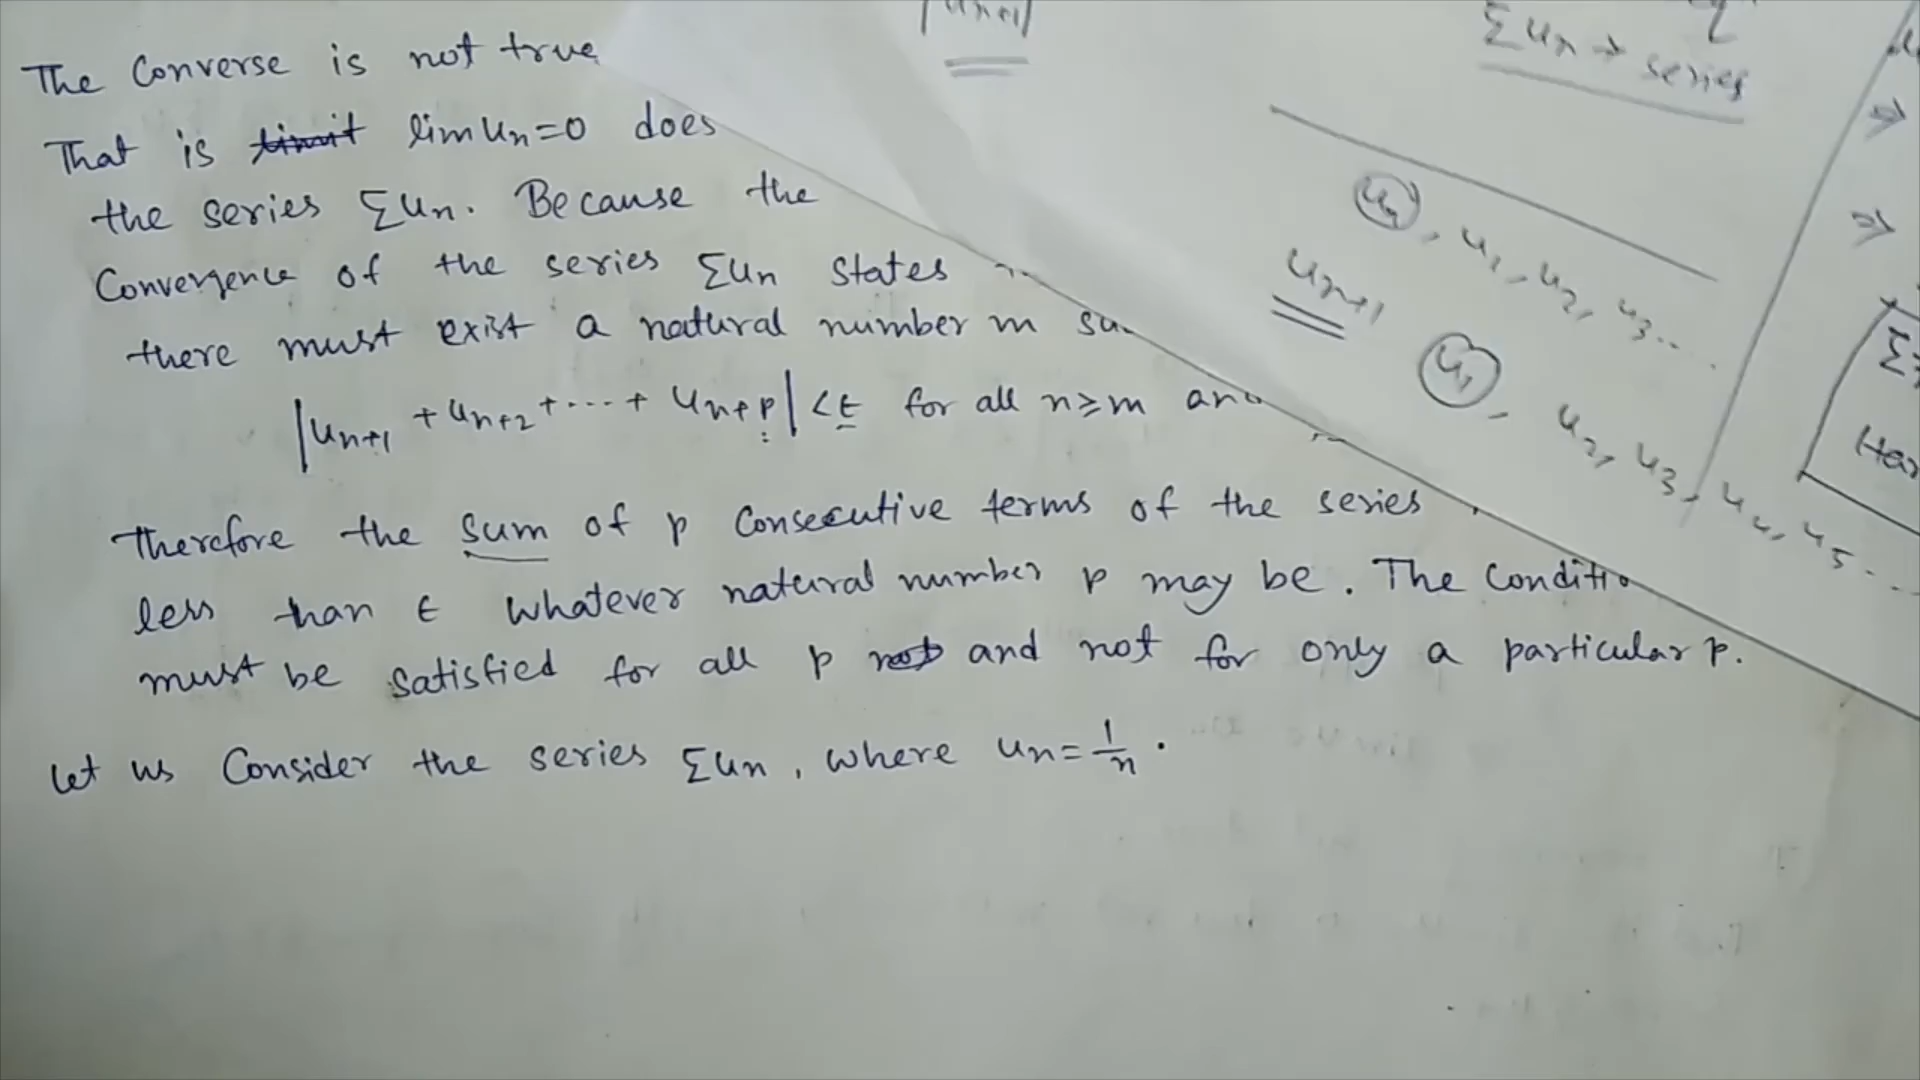 The Converse is not true
That is limit lim un=0 does
the series Σun. Because the
Convergence of the series Σun states
there must exist a natural number m
|un+1 + un+2 + .... + un+p| < ϵ for all n≥m
Therefore the sum of p Consecutive terms of the series
less than ϵ whatever natural number p may be. The
must be satisfied for all p not and not for only a particular p.
Let us Consider the series Σun, where un = 1/n.
|un+1|
Σun → series
u1, u2, u3....
un+1
u1, u2, u3, u4, u5....
⇒
⇒